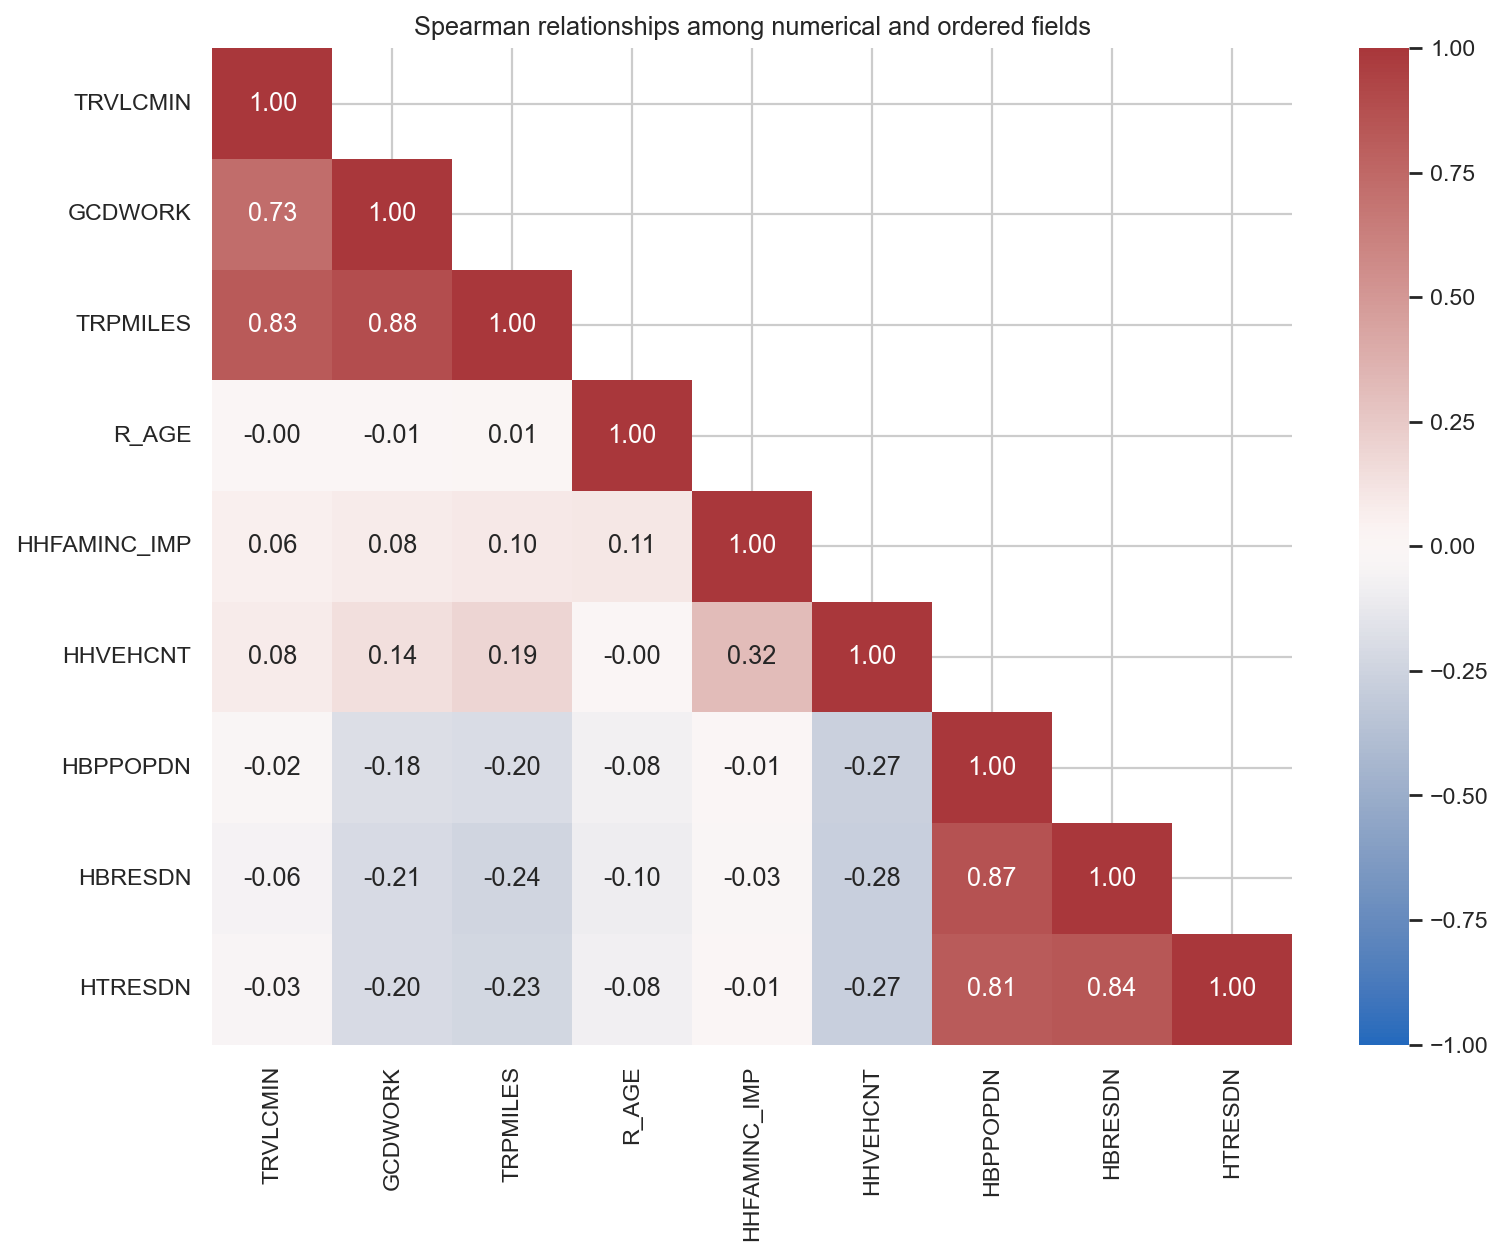 Spearman relationships among numerical and ordered fields
TRVLCMIN 1.00
GCDWORK 0.73 1.00
TRPMILES 0.83 0.88 1.00
R_AGE -0.00 -0.01 0.01 1.00
HHFAMINC_IMP 0.06 0.08 0.10 0.11 1.00
HHVEHCNT 0.08 0.14 0.19 -0.00 0.32 1.00
HBPPOPDN -0.02 -0.18 -0.20 -0.08 -0.01 -0.27 1.00
HBRESDN -0.06 -0.21 -0.24 -0.10 -0.03 -0.28 0.87 1.00
HTRESDN -0.03 -0.20 -0.23 -0.08 -0.01 -0.27 0.81 0.84 1.00
TRVLCMIN
GCDWORK
TRPMILES
R_AGE
HHFAMINC_IMP
HHVEHCNT
HBPPOPDN
HBRESDN
HTRESDN
1.00
0.75
0.50
0.25
0.00
−0.25
−0.50
−0.75
−1.00